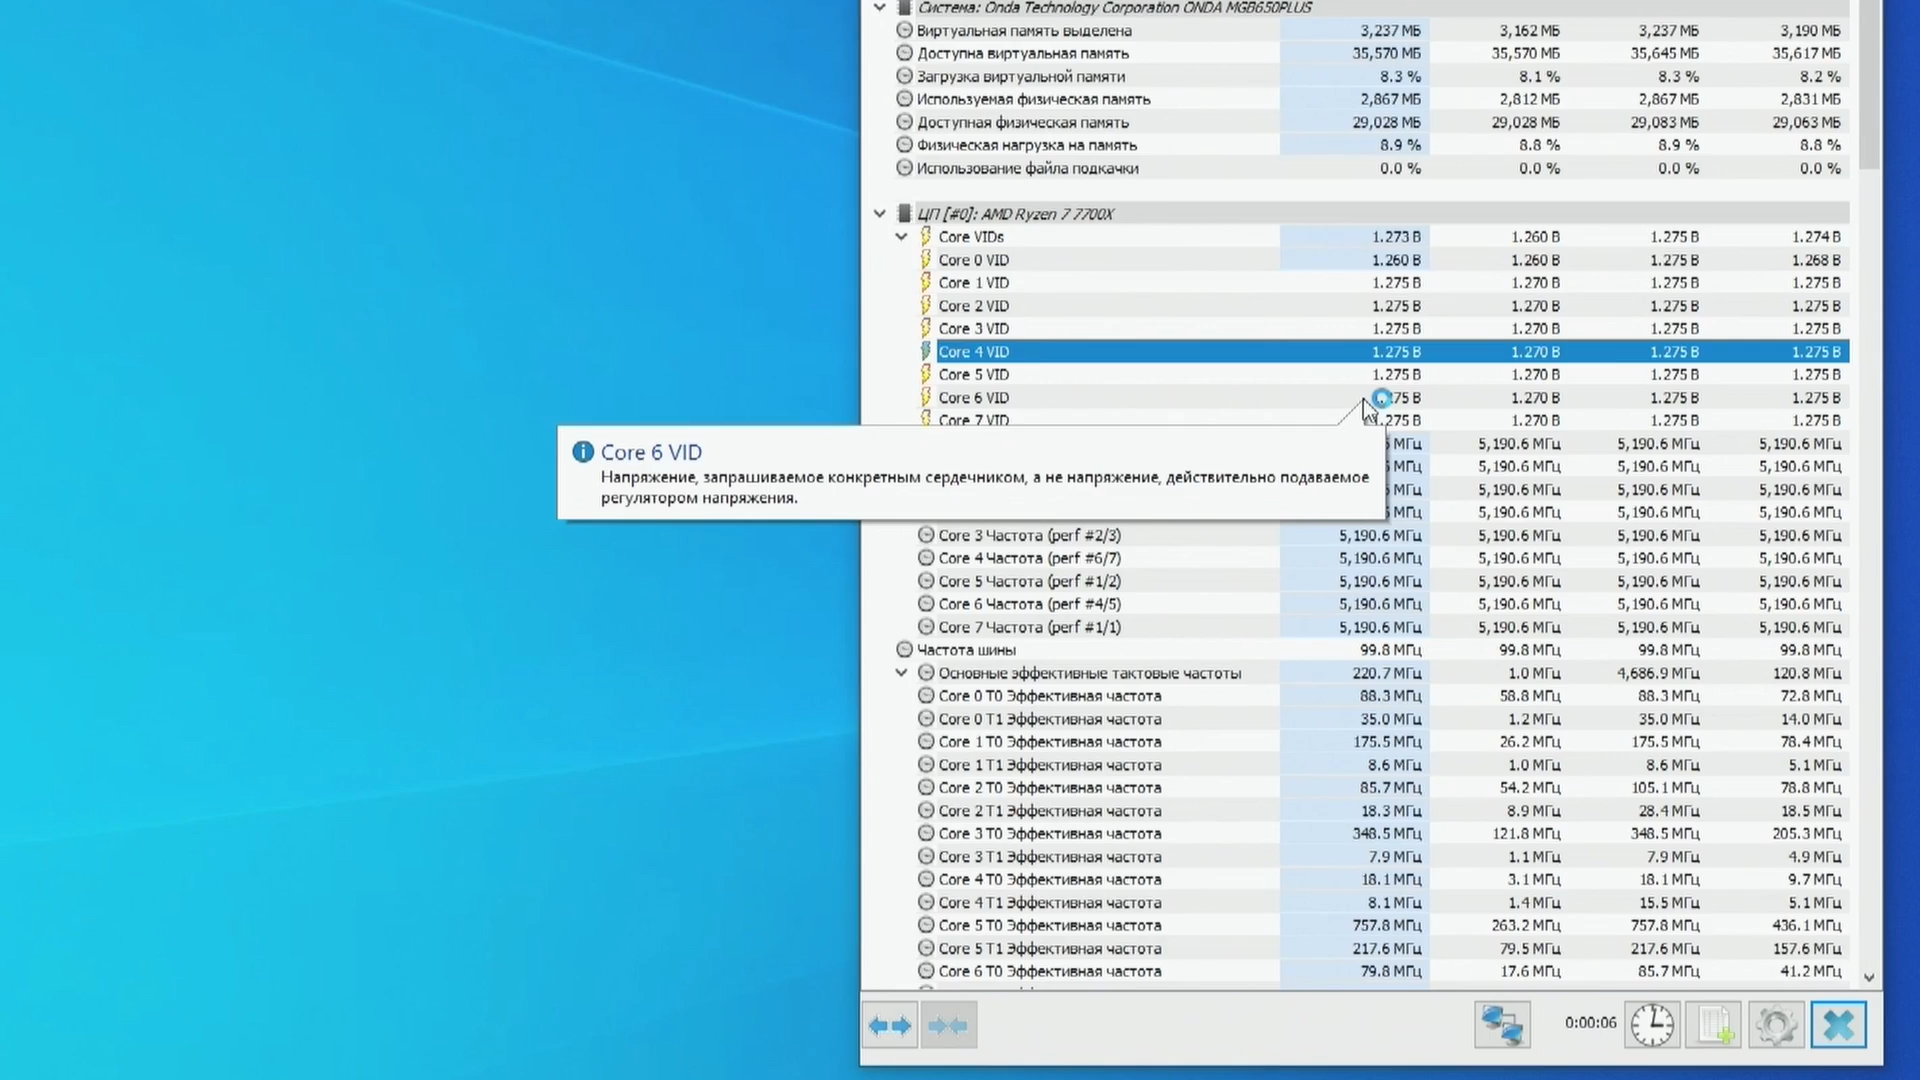 Система: Onda Technology Corporation ONDA MGB650PLUS
Виртуальная память выделена 3,237 МБ 3,162 МБ 3,237 МБ 3,190 МБ
Доступна виртуальная память 35,570 МБ 35,570 МБ 35,645 МБ 35,617 МБ
Загрузка виртуальной памяти 8.3 % 8.1 % 8.3 % 8.2 %
Используемая физическая память 2,867 МБ 2,812 МБ 2,867 МБ 2,831 МБ
Доступная физическая память 29,028 МБ 29,028 МБ 29,083 МБ 29,063 МБ
Физическая нагрузка на память 8.9 % 8.8 % 8.9 % 8.8 %
Использование файла подкачки 0.0 % 0.0 % 0.0 % 0.0 %
ЦП [#0]: AMD Ryzen 7 7700X
Core VIDs 1.273 В 1.260 В 1.275 В 1.274 В
Core 0 VID 1.260 В 1.260 В 1.275 В 1.268 В
Core 1 VID 1.275 В 1.270 В 1.275 В 1.275 В
Core 2 VID 1.275 В 1.270 В 1.275 В 1.275 В
Core 3 VID 1.275 В 1.270 В 1.275 В 1.275 В
Core 4 VID 1.275 В 1.270 В 1.275 В 1.275 В
Core 5 VID 1.275 В 1.270 В 1.275 В 1.275 В
Core 6 VID 75 В 1.270 В 1.275 В 1.275 В
Core 7 VID 1.275 В 1.270 В 1.275 В 1.275 В
МГц 5,190.6 МГц 5,190.6 МГц 5,190.6 МГц
МГц 5,190.6 МГц 5,190.6 МГц 5,190.6 МГц
МГц 5,190.6 МГц 5,190.6 МГц 5,190.6 МГц
МГц 5,190.6 МГц 5,190.6 МГц 5,190.6 МГц
Core 6 VID
Напряжение, запрашиваемое конкретным сердечником, а не напряжение, действительно подаваемое
регулятором напряжения.
Core 3 Частота (perf #2/3) 5,190.6 МГц 5,190.6 МГц 5,190.6 МГц 5,190.6 МГц
Core 4 Частота (perf #6/7) 5,190.6 МГц 5,190.6 МГц 5,190.6 МГц 5,190.6 МГц
Core 5 Частота (perf #1/2) 5,190.6 МГц 5,190.6 МГц 5,190.6 МГц 5,190.6 МГц
Core 6 Частота (perf #4/5) 5,190.6 МГц 5,190.6 МГц 5,190.6 МГц 5,190.6 МГц
Core 7 Частота (perf #1/1) 5,190.6 МГц 5,190.6 МГц 5,190.6 МГц 5,190.6 МГц
Частота шины 99.8 МГц 99.8 МГц 99.8 МГц 99.8 МГц
Основные эффективные тактовые частоты 220.7 МГц 1.0 МГц 4,686.9 МГц 120.8 МГц
Core 0 T0 Эффективная частота 88.3 МГц 58.8 МГц 88.3 МГц 72.8 МГц
Core 0 T1 Эффективная частота 35.0 МГц 1.2 МГц 35.0 МГц 14.0 МГц
Core 1 T0 Эффективная частота 175.5 МГц 26.2 МГц 175.5 МГц 78.4 МГц
Core 1 T1 Эффективная частота 8.6 МГц 1.0 МГц 8.6 МГц 5.1 МГц
Core 2 T0 Эффективная частота 85.7 МГц 54.2 МГц 105.1 МГц 78.8 МГц
Core 2 T1 Эффективная частота 18.3 МГц 8.9 МГц 28.4 МГц 18.5 МГц
Core 3 T0 Эффективная частота 348.5 МГц 121.8 МГц 348.5 МГц 205.3 МГц
Core 3 T1 Эффективная частота 7.9 МГц 1.1 МГц 7.9 МГц 4.9 МГц
Core 4 T0 Эффективная частота 18.1 МГц 3.1 МГц 18.1 МГц 9.7 МГц
Core 4 T1 Эффективная частота 8.1 МГц 1.4 МГц 15.5 МГц 5.1 МГц
Core 5 T0 Эффективная частота 757.8 МГц 263.2 МГц 757.8 МГц 436.1 МГц
Core 5 T1 Эффективная частота 217.6 МГц 79.5 МГц 217.6 МГц 157.6 МГц
Core 6 T0 Эффективная частота 79.8 МГц 17.6 МГц 85.7 МГц 41.2 МГц
0:00:06